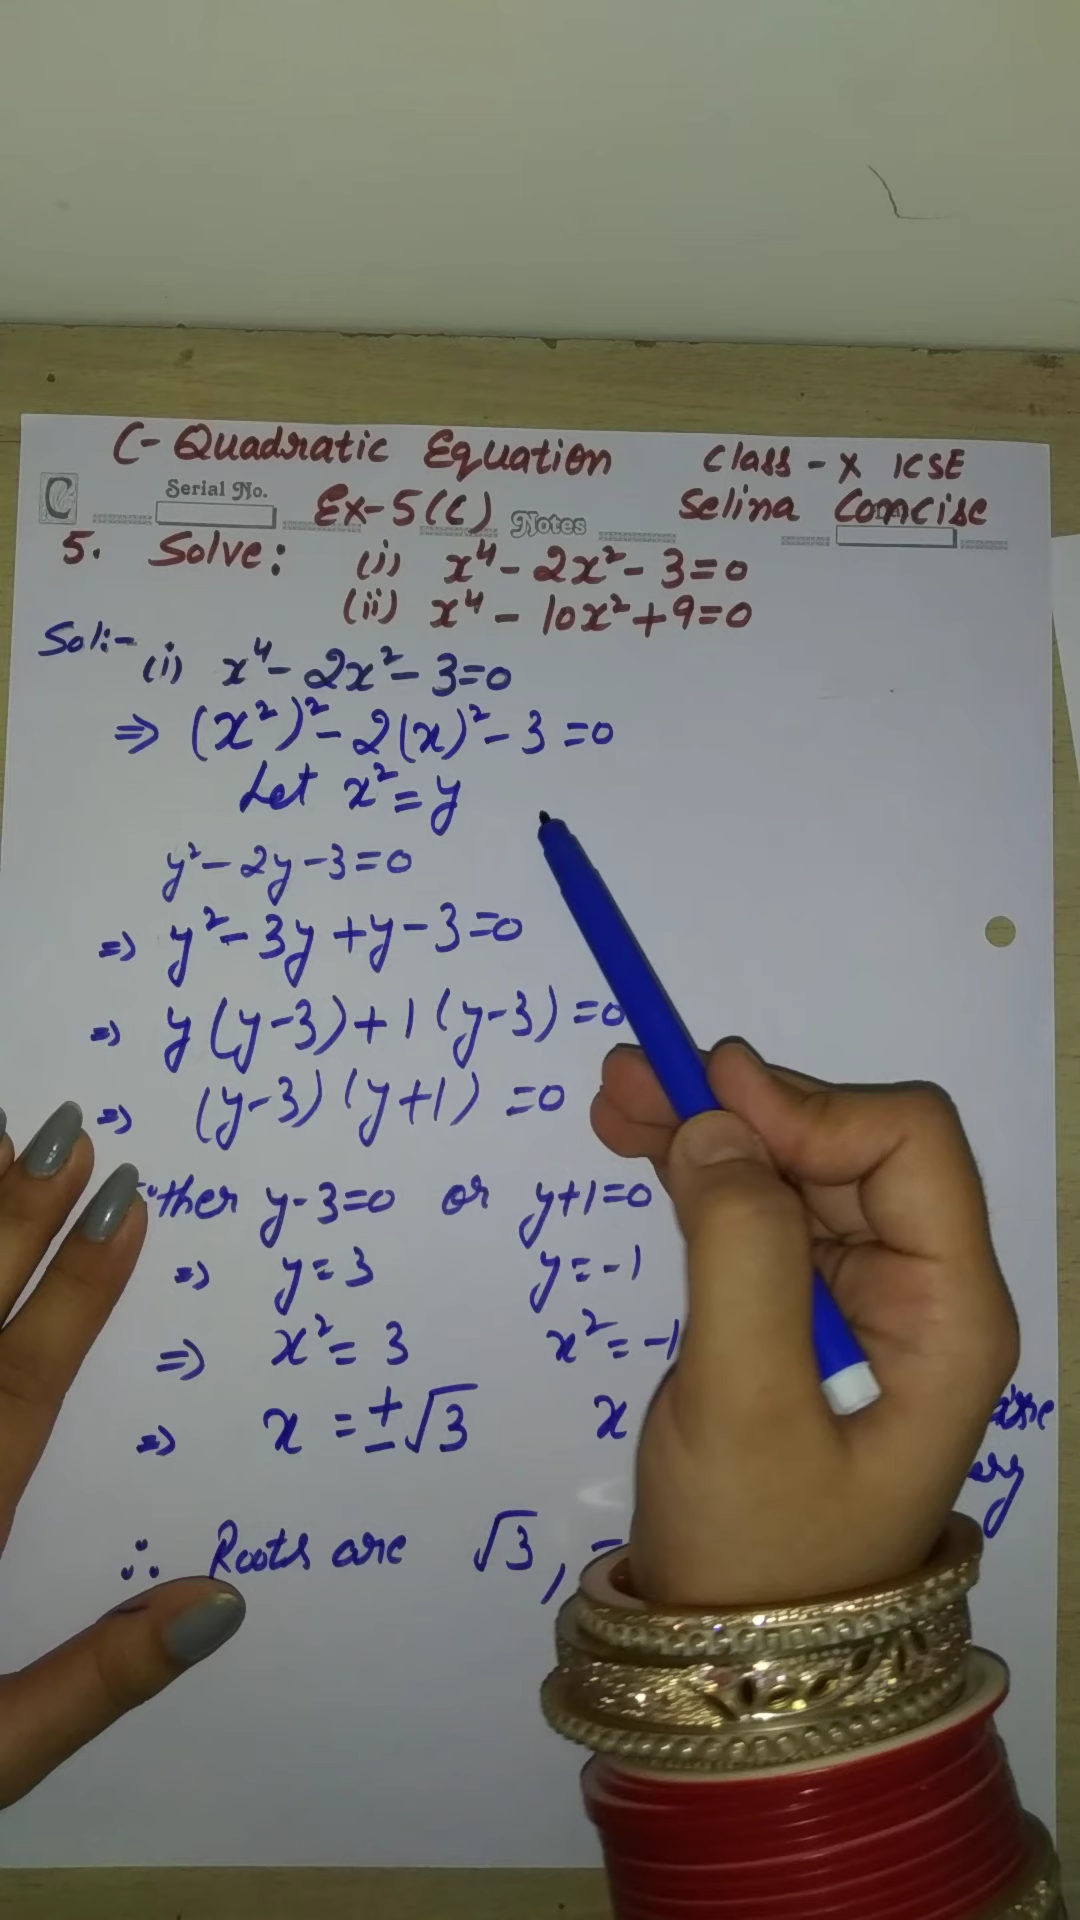 C- Quadratic Equation Class - X ICSE
C Serial No. Ex-5(C) Notes Selina Concise
5. Solve: (i) x⁴ - 2x² - 3=0
(ii) x⁴ - 10x² + 9=0
Sol:- (i) x⁴ - 2x² - 3=0
⇒ (x²)² - 2(x)² - 3 =0
Let x² = y
y² - 2y - 3 = 0
⇒ y² - 3y + y - 3 =0
⇒ y (y-3) + 1 (y-3) =0
⇒ (y-3) (y+1) =0
y-3=0 or y+1=0
⇒ y = 3 y = -1
⇒ x² = 3 x² = -1
⇒ x = ±√3 x
∴ Roots are √3, -